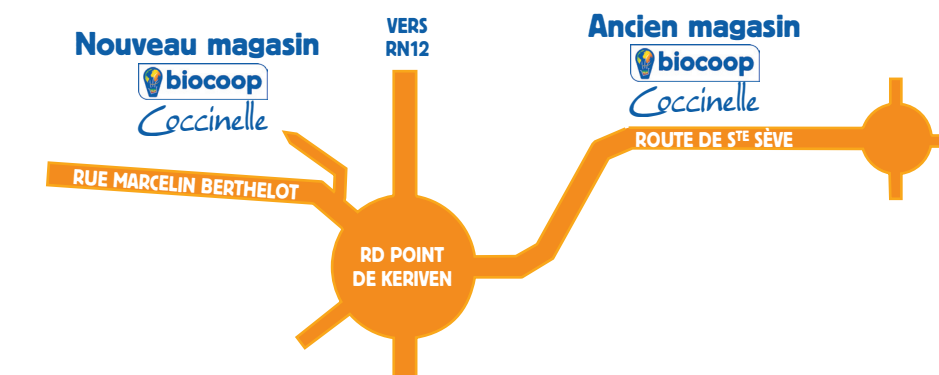 Nouveau magasin
biocoop
Coccinelle
VERS
RN12
Ancien magasin
biocoop
Coccinelle
ROUTE DE STE SÈVE
RUE MARCELIN BERTHELOT
RD POINT
DE KERIVEN